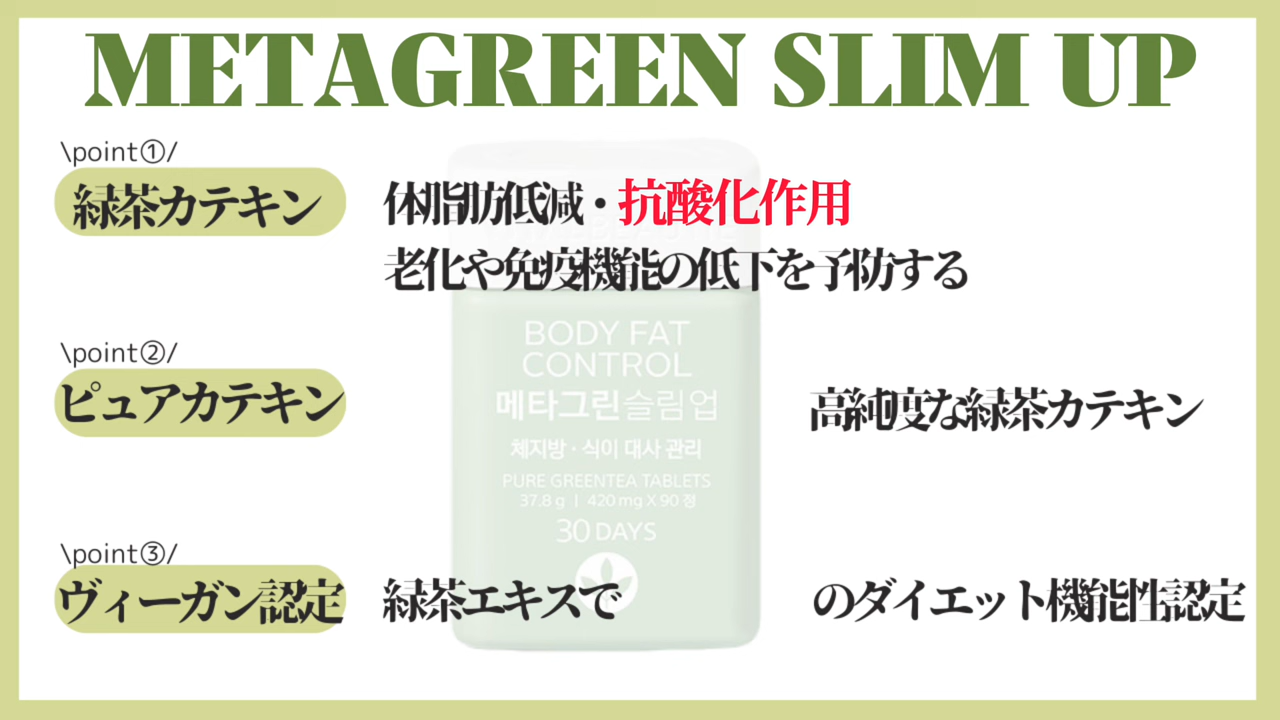 METAGREEN SLIM UP
\point①/
緑茶カテキン
体脂肪低減・抗酸化作用
老化や免疫機能の低下を予防する
\point②/
ピュアカテキン
高純度な緑茶カテキン
\point③/
ヴィーガン認定
緑茶エキスで
のダイエット機能性認定
BODY FAT
CONTROL
메타그린슬림업
체지방·식이 대사 관리
PURE GREENTEA TABLETS
37.8 g | 420 mg X 90 정
30 DAYS